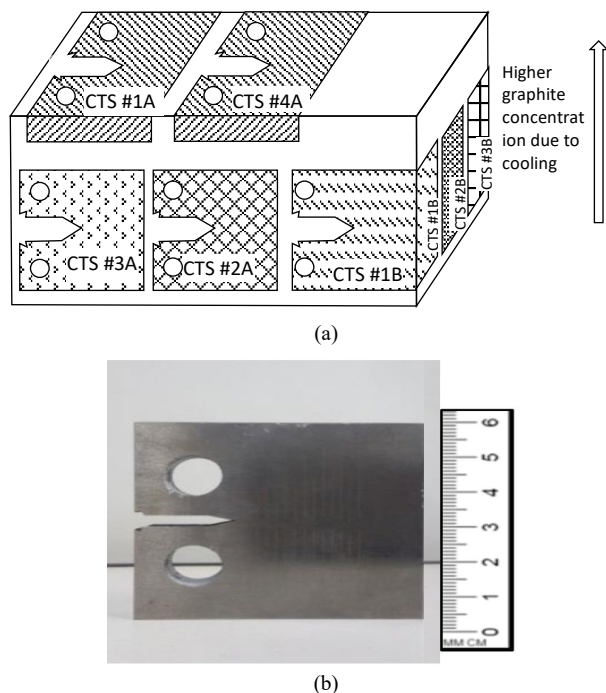 CTS #1A
CTS #4A
Higher
graphite
concentrat
ion due to
cooling
CTS #3A
CTS #2A
CTS #1B
CTS #1B
CTS #2B
CTS #3B
(a)
6
5
4
3
2
1
0
MM CM
(b)